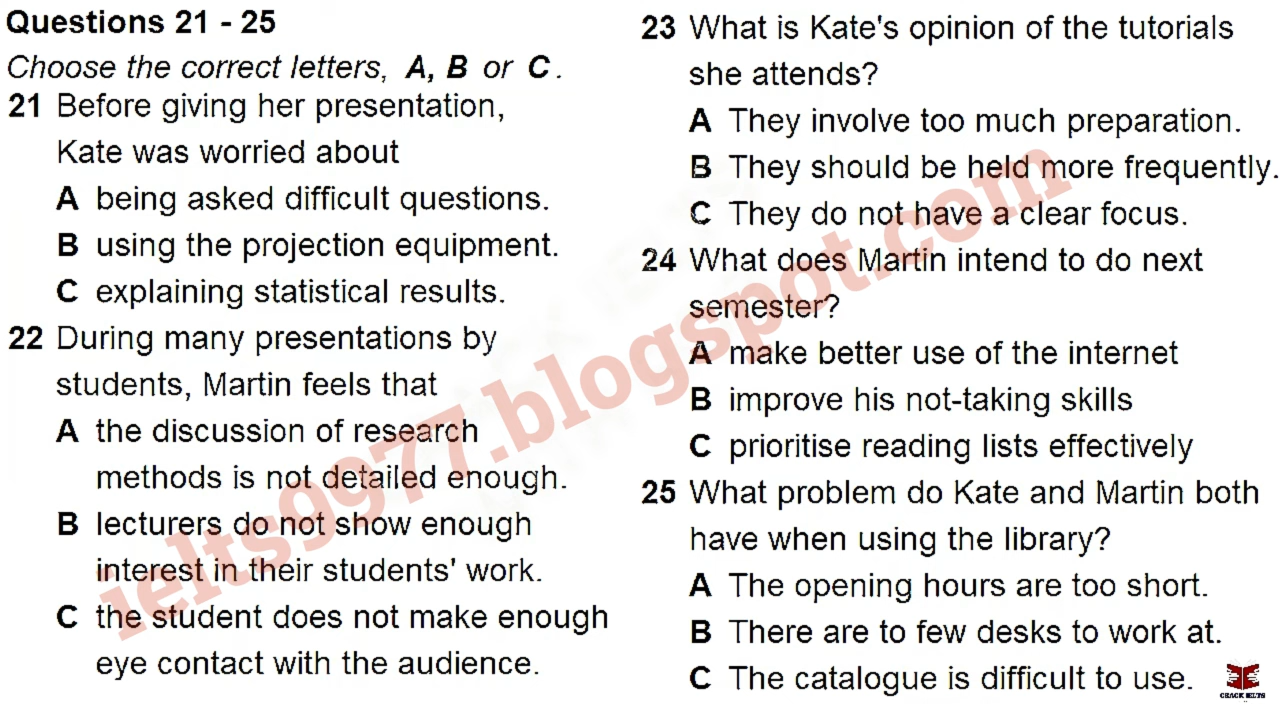 Questions 21 - 25
Choose the correct letters, A, B or C.
21 Before giving her presentation,
Kate was worried about
A being asked difficult questions.
B using the projection equipment.
C explaining statistical results.
22 During many presentations by
students, Martin feels that
A the discussion of research
methods is not detailed enough.
B lecturers do not show enough
interest in their students' work.
C the student does not make enough
eye contact with the audience.
23 What is Kate's opinion of the tutorials
she attends?
A They involve too much preparation.
B They should be held more frequently.
C They do not have a clear focus.
24 What does Martin intend to do next
semester?
A make better use of the internet
B improve his not-taking skills
C prioritise reading lists effectively
25 What problem do Kate and Martin both
have when using the library?
A The opening hours are too short.
B There are to few desks to work at.
C The catalogue is difficult to use.
ielts9977.blogspot.com
CRACK IELTS